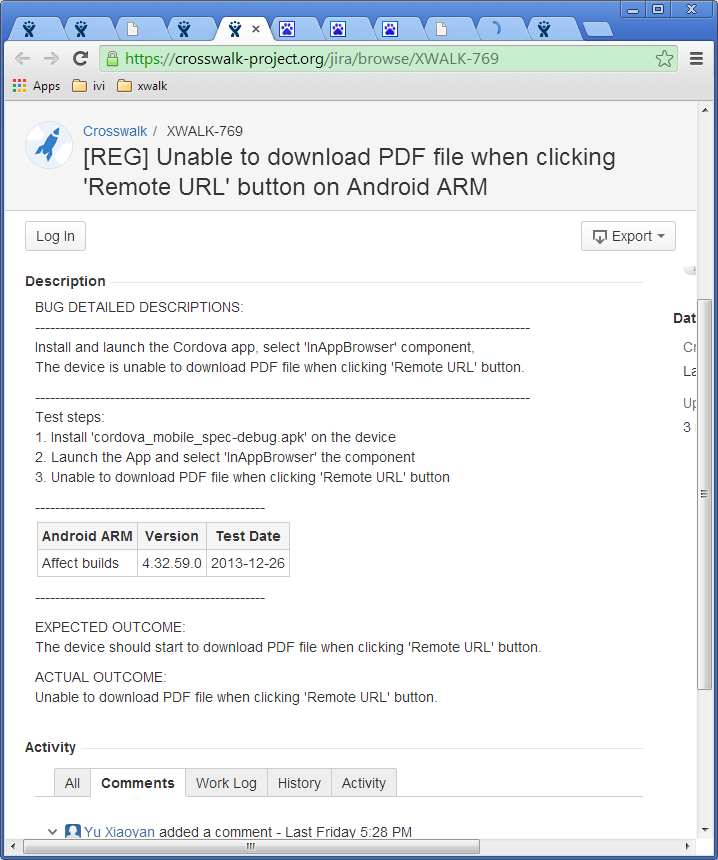 https://crosswalk-project.org/jira/browse/XWALK-769
Apps ivi xwalk
Crosswalk / XWALK-769
[REG] Unable to download PDF file when clicking
'Remote URL' button on Android ARM
Log In Export
Description
BUG DETAILED DESCRIPTIONS:
---------------------------------------------------------------------------------------------------
Install and launch the Cordova app, select 'InAppBrowser' component,
The device is unable to download PDF file when clicking 'Remote URL' button.
---------------------------------------------------------------------------------------------------
Test steps:
1. Install 'cordova_mobile_spec-debug.apk' on the device
2. Launch the App and select 'InAppBrowser' the component
3. Unable to download PDF file when clicking 'Remote URL' button
----------------------------------------------
Android ARM Version Test Date
Affect builds 4.32.59.0 2013-12-26
----------------------------------------------
EXPECTED OUTCOME:
The device should start to download PDF file when clicking 'Remote URL' button.
ACTUAL OUTCOME:
Unable to download PDF file when clicking 'Remote URL' button.
Activity
All Comments Work Log History Activity
Yu Xiaoyan added a comment - Last Friday 5:28 PM
Dat
Cr
La
Up
3